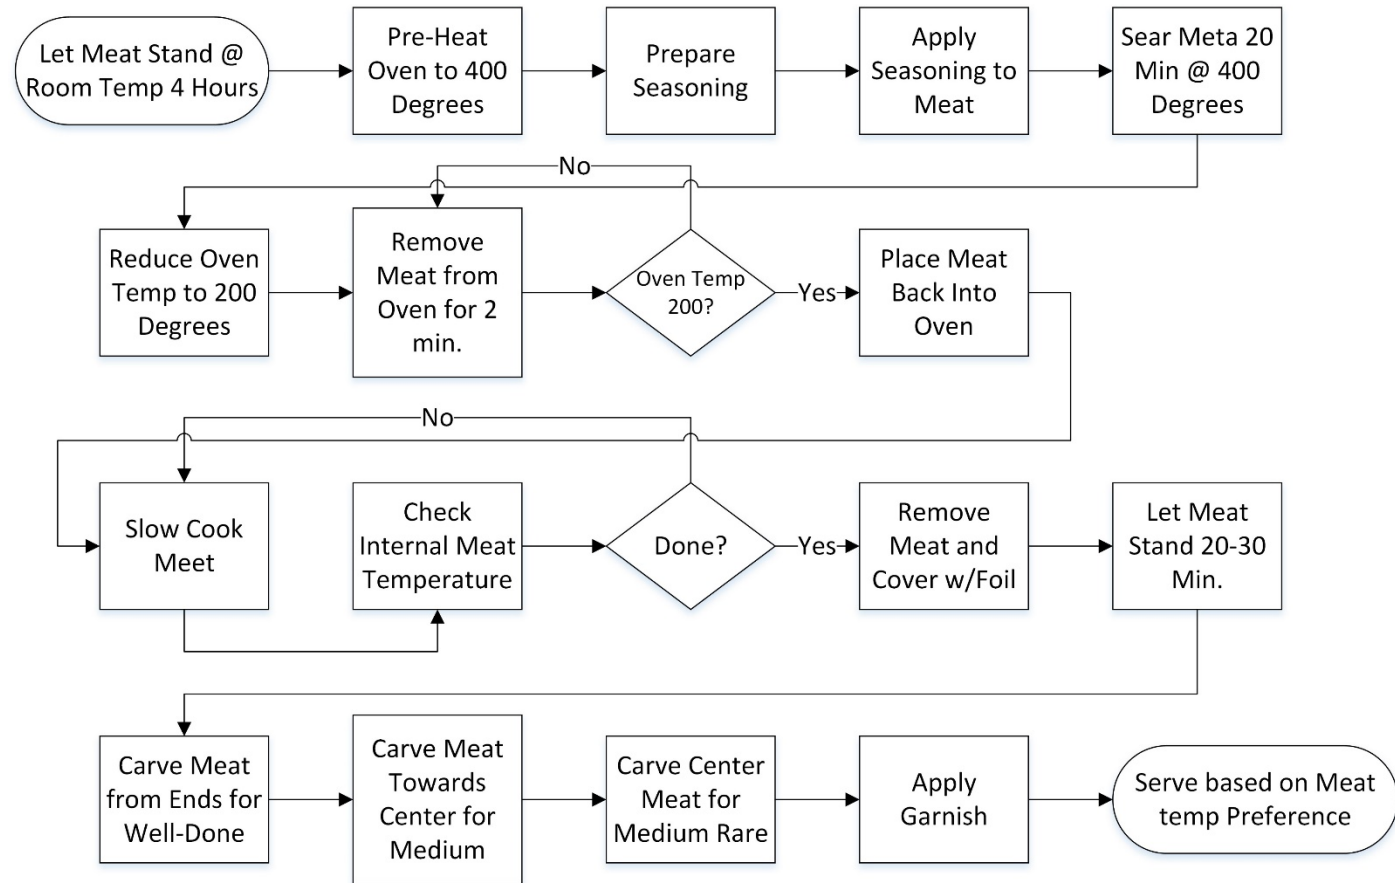 Let Meat Stand @
Room Temp 4 Hours
Pre-Heat
Oven to 400
Degrees
Prepare
Seasoning
Apply
Seasoning to
Meat
Sear Meta 20
Min @ 400
Degrees
No
Reduce Oven
Temp to 200
Degrees
Remove
Meat from
Oven for 2
min.
Oven Temp
200?
Yes
Place Meat
Back Into
Oven
No
Slow Cook
Meet
Check
Internal Meat
Temperature
Done?
Yes
Remove
Meat and
Cover w/Foil
Let Meat
Stand 20-30
Min.
Carve Meat
from Ends for
Well-Done
Carve Meat
Towards
Center for
Medium
Carve Center
Meat for
Medium Rare
Apply
Garnish
Serve based on Meat
temp Preference